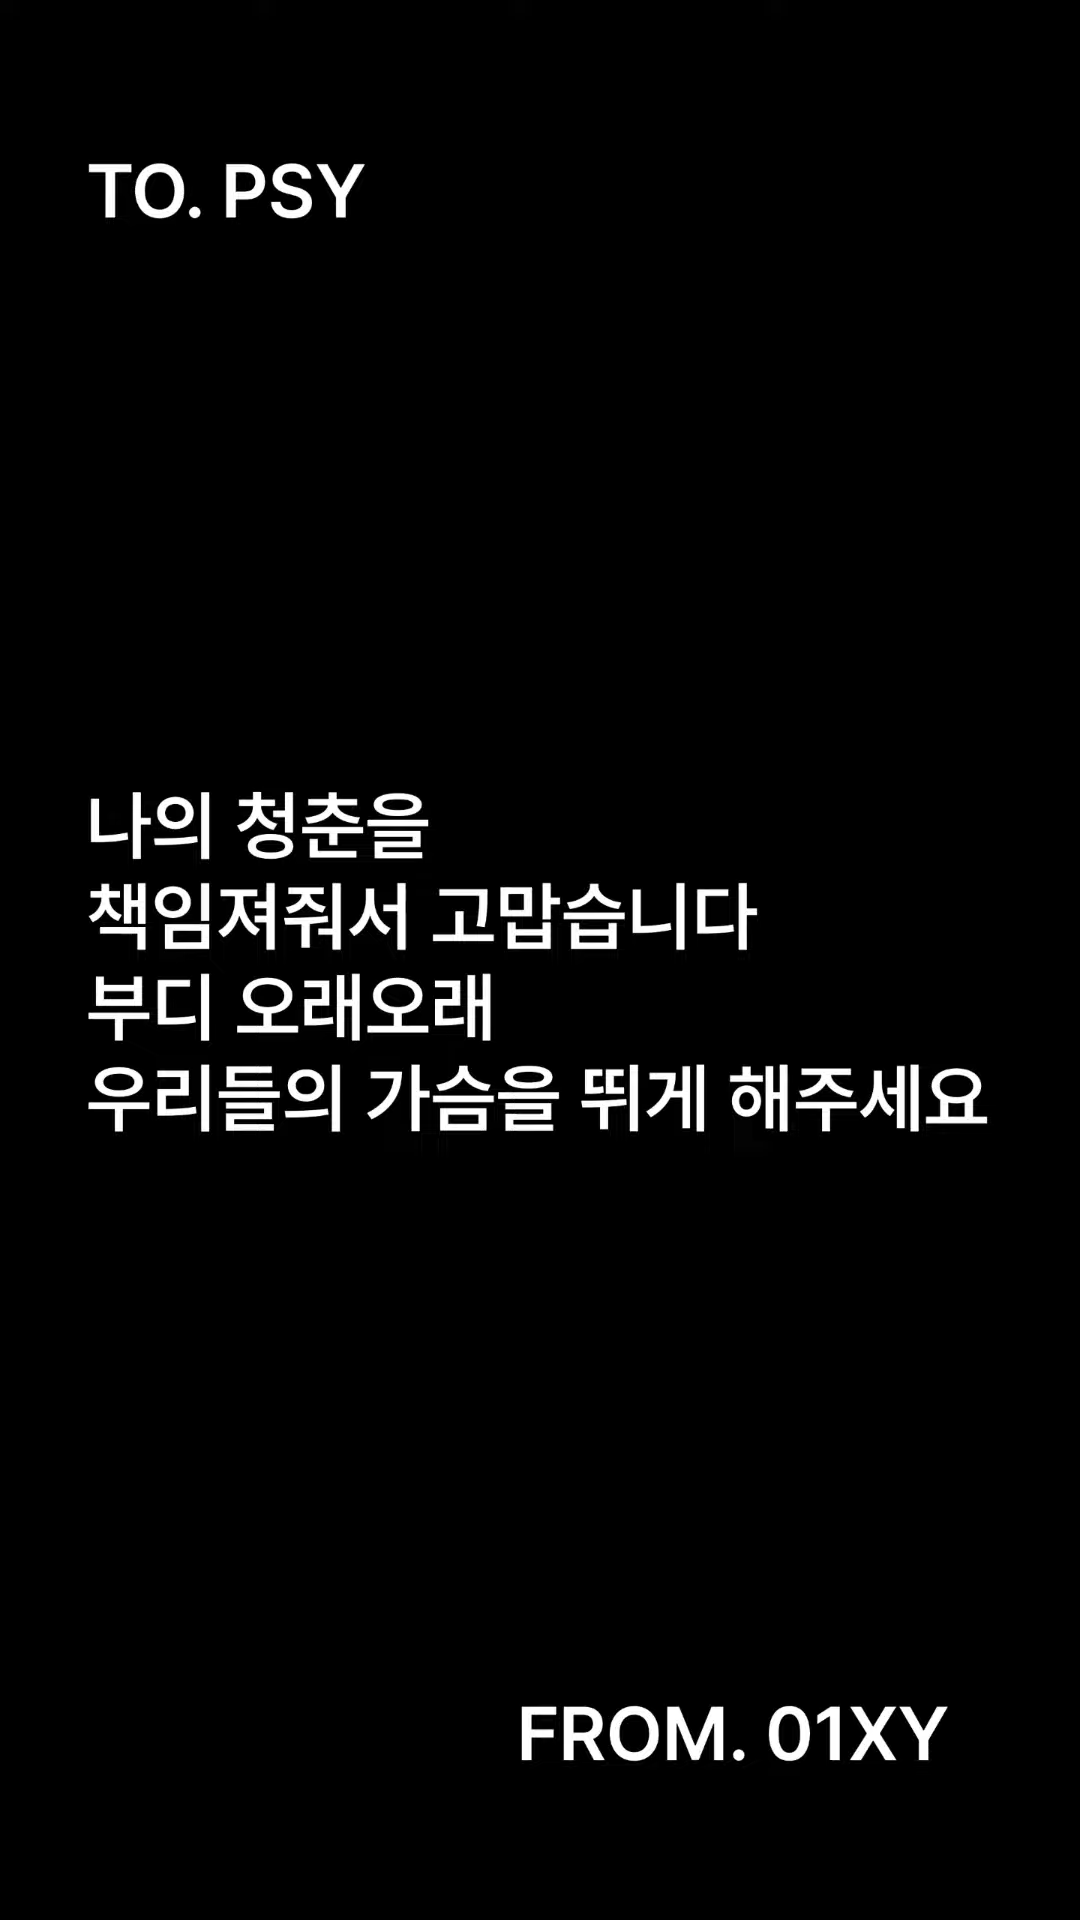 TO. PSY
나의 청춘을
책임져줘서 고맙습니다
부디 오래오래
우리들의 가슴을 뛰게 해주세요
FROM. 01XY